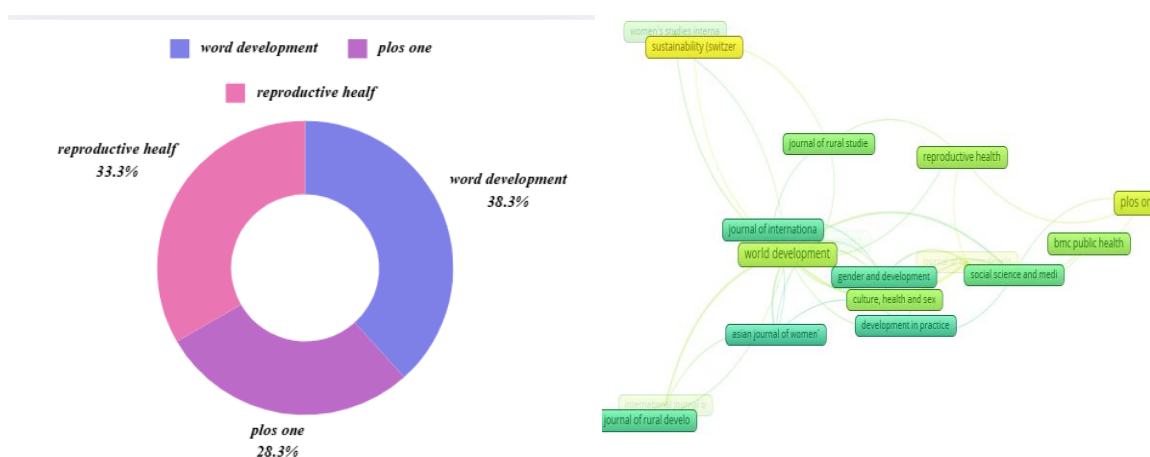 word development
plos one
reproductive healf
reproductive healf
33.3%
word development
38.3%
plos one
28.3%
women's studies interna
sustainability (switzer
journal of rural studie
reproductive health
plos on
journal of internationa
bmc public health
world development
gender and development
social science and medi
culture, health and sex
development in practice
asian journal of women'
international journal o
journal of rural develo